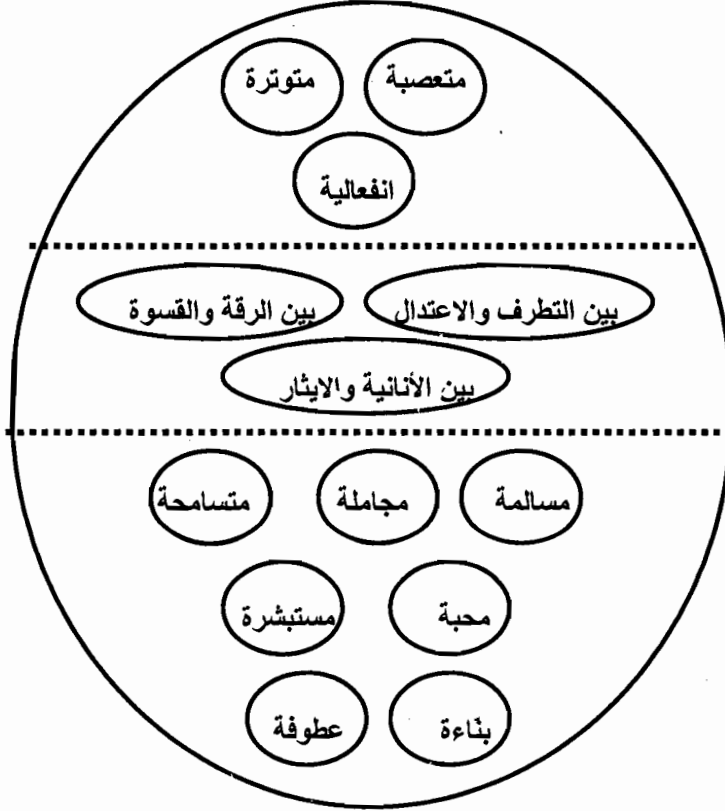 متعصبة متوترة
انفعالية
بين التطرف والاعتدال بين الرقة والقسوة
بين الأنانية والايثار
مسالمة مجاملة متسامحة
محبة مستبشرة
بنّاءة عطوفة